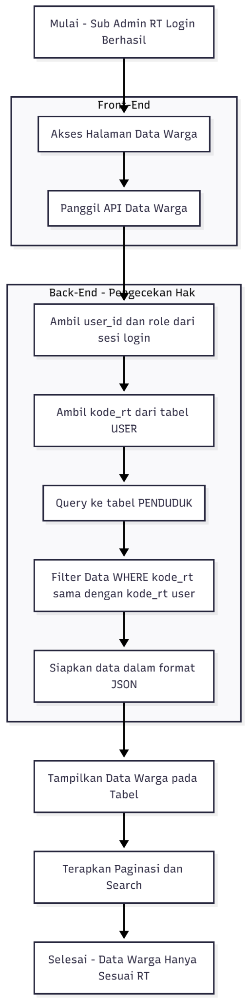 Mulai - Sub Admin RT Login
Berhasil
Front-End
Akses Halaman Data Warga
Panggil API Data Warga
Back-End - Pengecekan Hak
Ambil user_id dan role dari
sesi login
Ambil kode_rt dari tabel
USER
Query ke tabel PENDUDUK
Filter Data WHERE kode_rt
sama dengan kode_rt user
Siapkan data dalam format
JSON
Tampilkan Data Warga pada
Tabel
Terapkan Paginasi dan
Search
Selesai - Data Warga Hanya
Sesuai RT